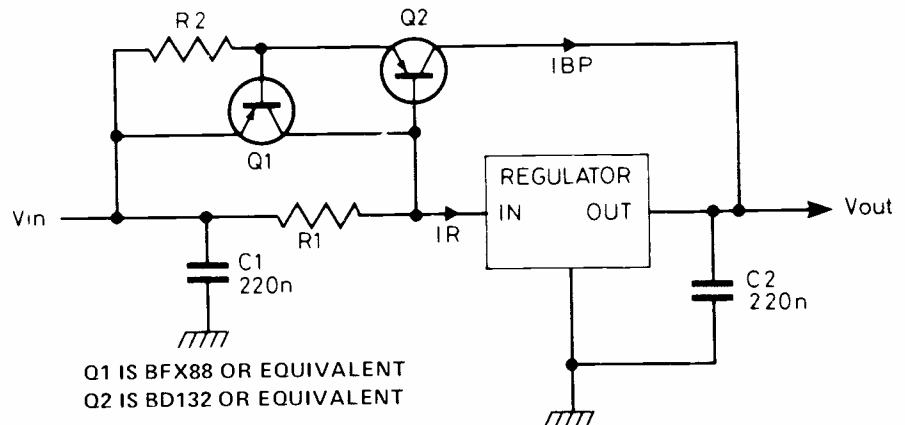 R2
Q2
IBP
Q1
REGULATOR
Vin
IN OUT
Vout
R1
IR
C1
220n
C2
220n
Q1 IS BFX88 OR EQUIVALENT
Q2 IS BD132 OR EQUIVALENT